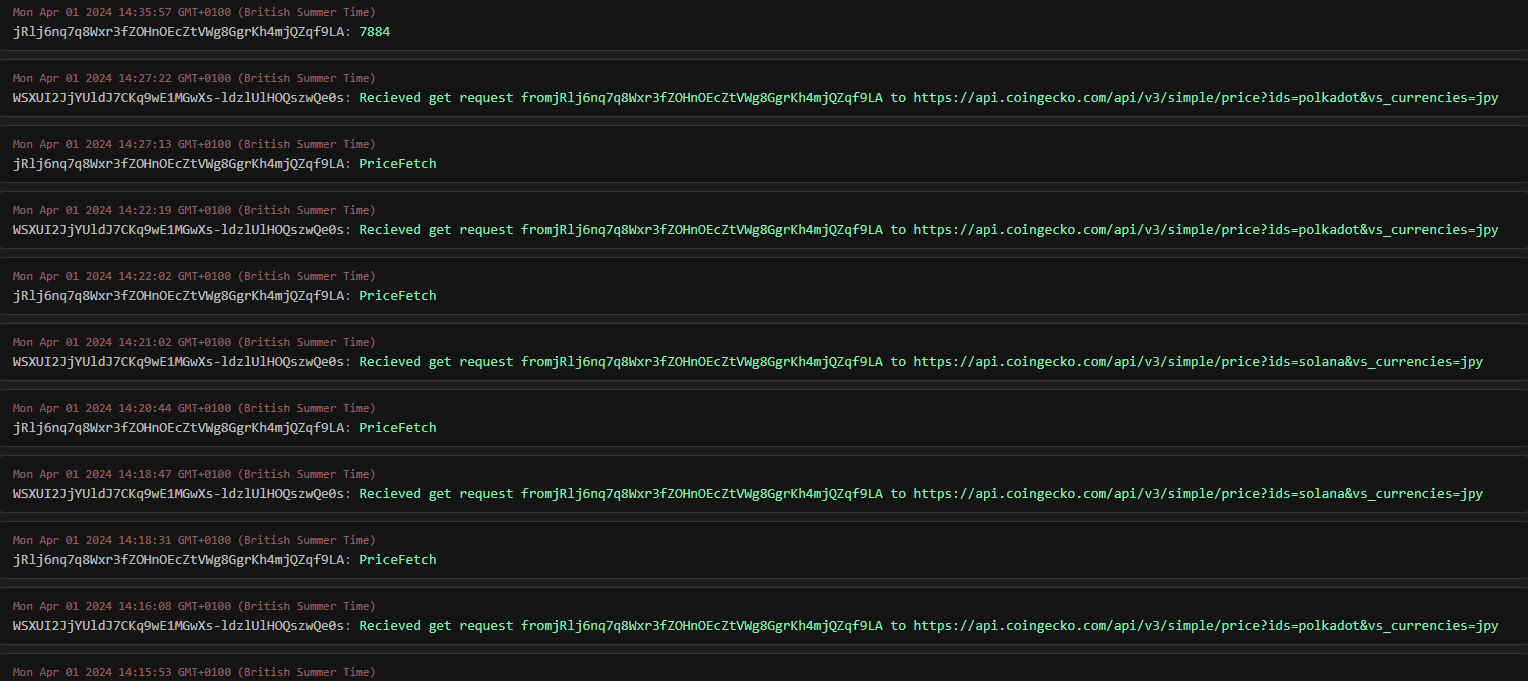 Mon Apr 01 2024 14:35:57 GMT+0100 (British Summer Time)
jRlj6nq7q8Wxr3fZOHnOEcZtVWg8GgrKh4mjQZqf9LA: 7884
Mon Apr 01 2024 14:27:22 GMT+0100 (British Summer Time)
WSXUI2JjYUldJ7CKq9wE1MGwXs-ldzlUlHOQszwQe0s: Recieved get request fromjRlj6nq7q8Wxr3fZOHnOEcZtVWg8GgrKh4mjQZqf9LA to https://api.coingecko.com/api/v3/simple/price?ids=polkadot&vs_currencies=jpy
Mon Apr 01 2024 14:27:13 GMT+0100 (British Summer Time)
jRlj6nq7q8Wxr3fZOHnOEcZtVWg8GgrKh4mjQZqf9LA: PriceFetch
Mon Apr 01 2024 14:22:19 GMT+0100 (British Summer Time)
WSXUI2JjYUldJ7CKq9wE1MGwXs-ldzlUlHOQszwQe0s: Recieved get request fromjRlj6nq7q8Wxr3fZOHnOEcZtVWg8GgrKh4mjQZqf9LA to https://api.coingecko.com/api/v3/simple/price?ids=polkadot&vs_currencies=jpy
Mon Apr 01 2024 14:22:02 GMT+0100 (British Summer Time)
jRlj6nq7q8Wxr3fZOHnOEcZtVWg8GgrKh4mjQZqf9LA: PriceFetch
Mon Apr 01 2024 14:21:02 GMT+0100 (British Summer Time)
WSXUI2JjYUldJ7CKq9wE1MGwXs-ldzlUlHOQszwQe0s: Recieved get request fromjRlj6nq7q8Wxr3fZOHnOEcZtVWg8GgrKh4mjQZqf9LA to https://api.coingecko.com/api/v3/simple/price?ids=solana&vs_currencies=jpy
Mon Apr 01 2024 14:20:44 GMT+0100 (British Summer Time)
jRlj6nq7q8Wxr3fZOHnOEcZtVWg8GgrKh4mjQZqf9LA: PriceFetch
Mon Apr 01 2024 14:18:47 GMT+0100 (British Summer Time)
WSXUI2JjYUldJ7CKq9wE1MGwXs-ldzlUlHOQszwQe0s: Recieved get request fromjRlj6nq7q8Wxr3fZOHnOEcZtVWg8GgrKh4mjQZqf9LA to https://api.coingecko.com/api/v3/simple/price?ids=solana&vs_currencies=jpy
Mon Apr 01 2024 14:18:31 GMT+0100 (British Summer Time)
jRlj6nq7q8Wxr3fZOHnOEcZtVWg8GgrKh4mjQZqf9LA: PriceFetch
Mon Apr 01 2024 14:16:08 GMT+0100 (British Summer Time)
WSXUI2JjYUldJ7CKq9wE1MGwXs-ldzlUlHOQszwQe0s: Recieved get request fromjRlj6nq7q8Wxr3fZOHnOEcZtVWg8GgrKh4mjQZqf9LA to https://api.coingecko.com/api/v3/simple/price?ids=polkadot&vs_currencies=jpy
Mon Apr 01 2024 14:15:53 GMT+0100 (British Summer Time)